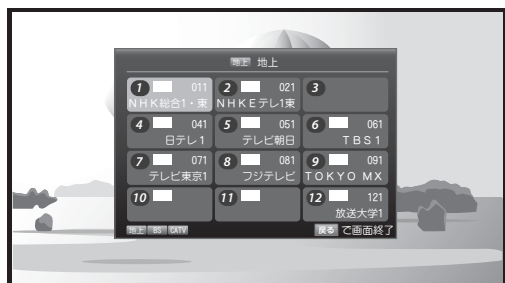 地上 地上
1 011
NHK総合1・東
2 021
NHKEテレ1東
3
4 041
日テレ1
5 051
テレビ朝日
6 061
TBS1
7 071
テレビ東京1
8 081
フジテレビ
9 091
TOKYO MX
10
11
12 121
放送大学1
地上 BS CATV
戻る で画面終了